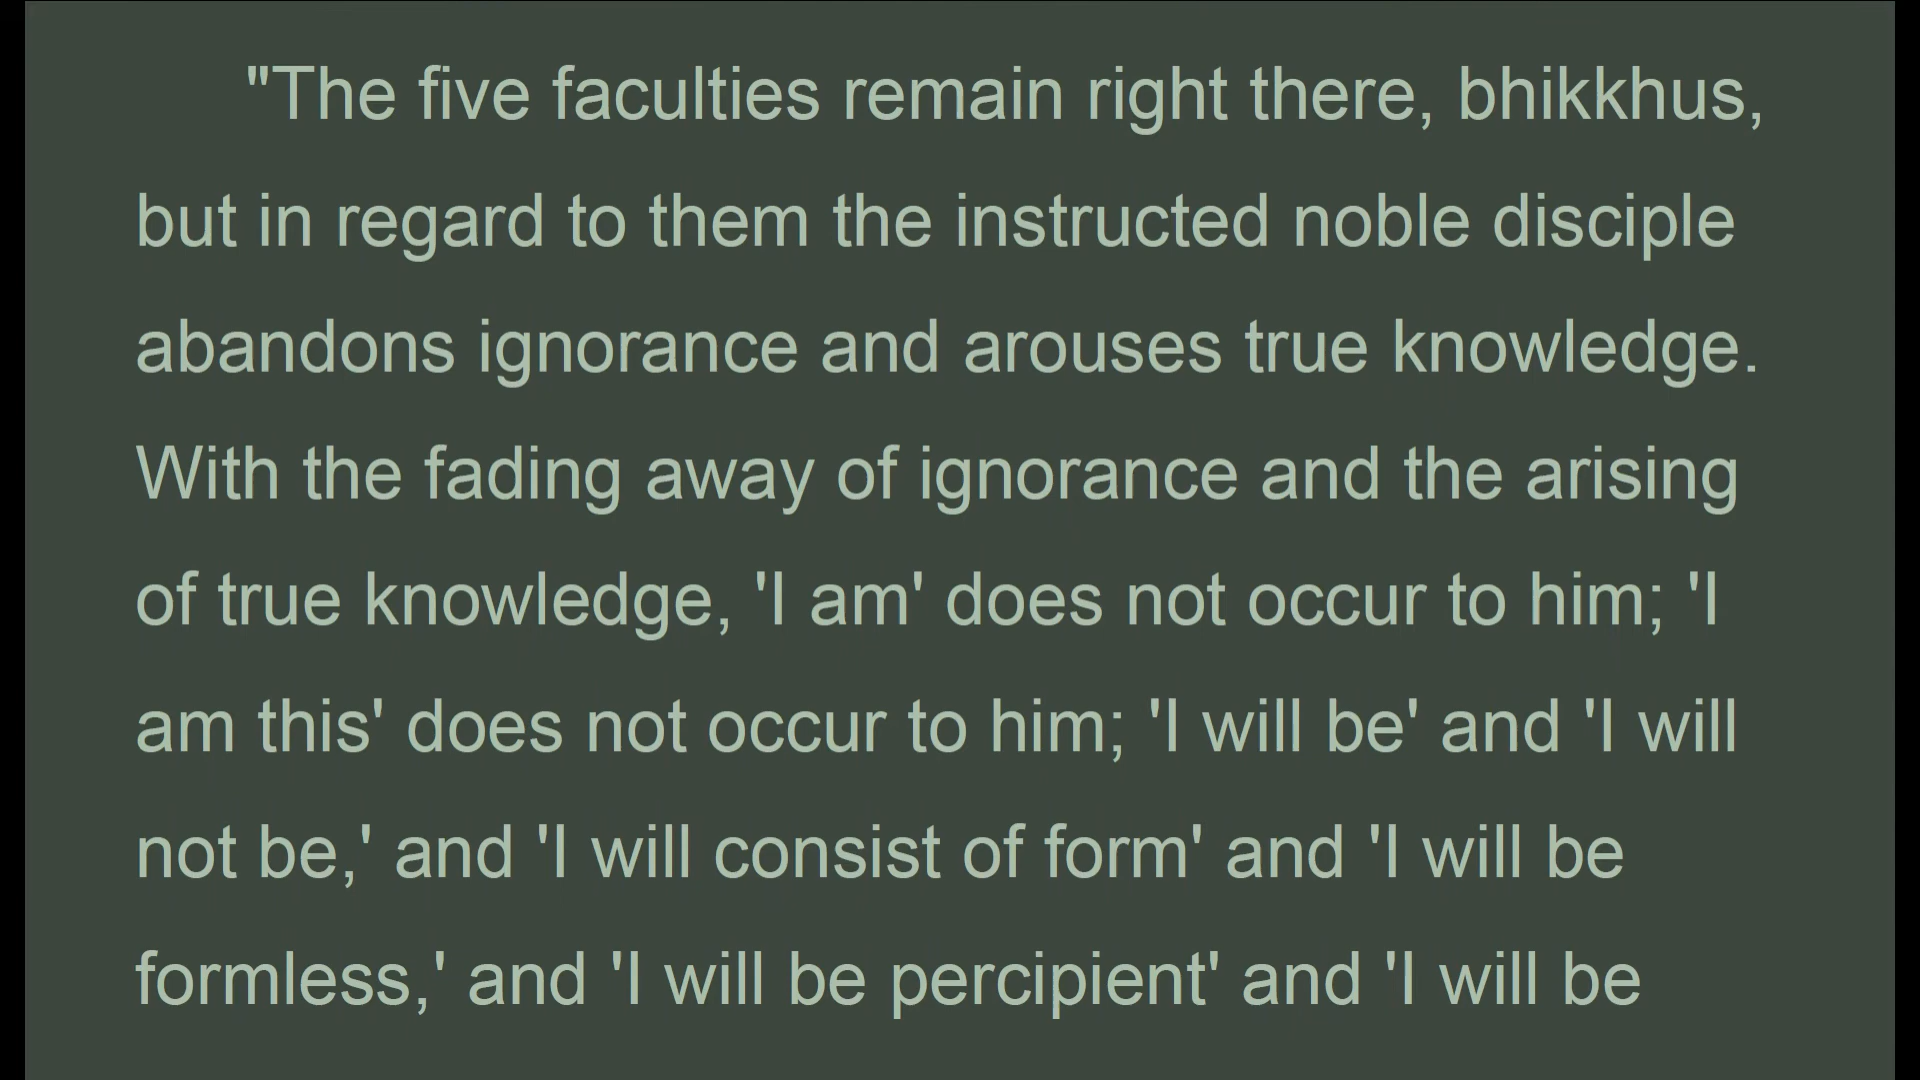 "The five faculties remain right there, bhikkhus,
but in regard to them the instructed noble disciple
abandons ignorance and arouses true knowledge.
With the fading away of ignorance and the arising
of true knowledge, 'I am' does not occur to him; 'I
am this' does not occur to him; 'I will be' and 'I will
not be,' and 'I will consist of form' and 'I will be
formless,' and 'I will be percipient' and 'I will be